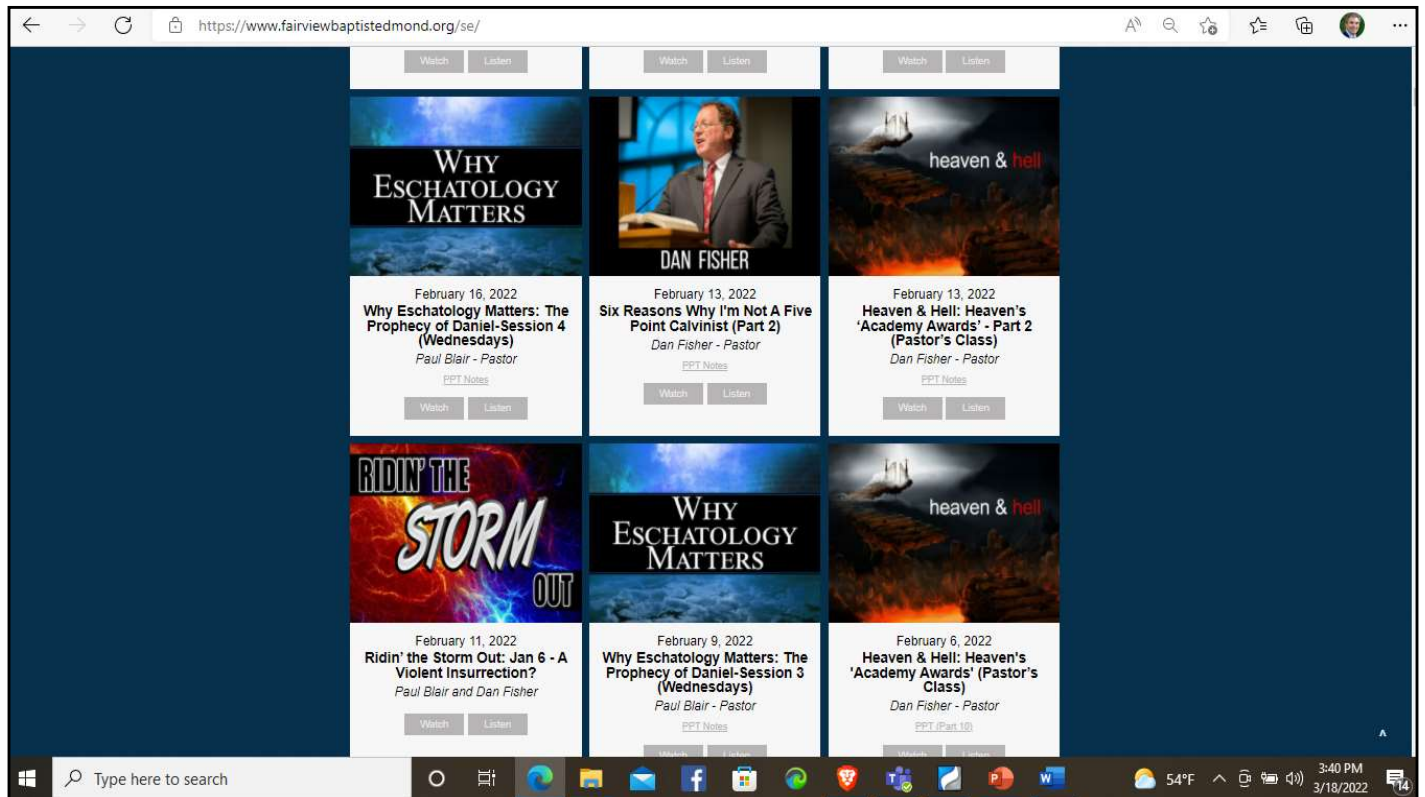 https://www.fairviewbaptistedmond.org/se/
Watch Listen
Watch Listen
Watch Listen
WHY
ESCHATOLOGY
MATTERS
February 16, 2022
Why Eschatology Matters: The
Prophecy of Daniel-Session 4
(Wednesdays)
Paul Blair - Pastor
PPT Notes
Watch Listen
DAN FISHER
February 13, 2022
Six Reasons Why I'm Not A Five
Point Calvinist (Part 2)
Dan Fisher - Pastor
PPT Notes
Watch Listen
heaven & hell
February 13, 2022
Heaven & Hell: Heaven's
‘Academy Awards’ - Part 2
(Pastor's Class)
Dan Fisher - Pastor
PPT Notes
Watch Listen
RIDIN' THE
STORM
OUT
February 11, 2022
Ridin’ the Storm Out: Jan 6 - A
Violent Insurrection?
Paul Blair and Dan Fisher
Watch Listen
WHY
ESCHATOLOGY
MATTERS
February 9, 2022
Why Eschatology Matters: The
Prophecy of Daniel-Session 3
(Wednesdays)
Paul Blair - Pastor
PPT Notes
Watch Listen
heaven & hell
February 6, 2022
Heaven & Hell: Heaven's
'Academy Awards' (Pastor's
Class)
Dan Fisher - Pastor
PPT (Part 10)
Watch Listen
Type here to search
54°F
3:40 PM
3/18/2022
14